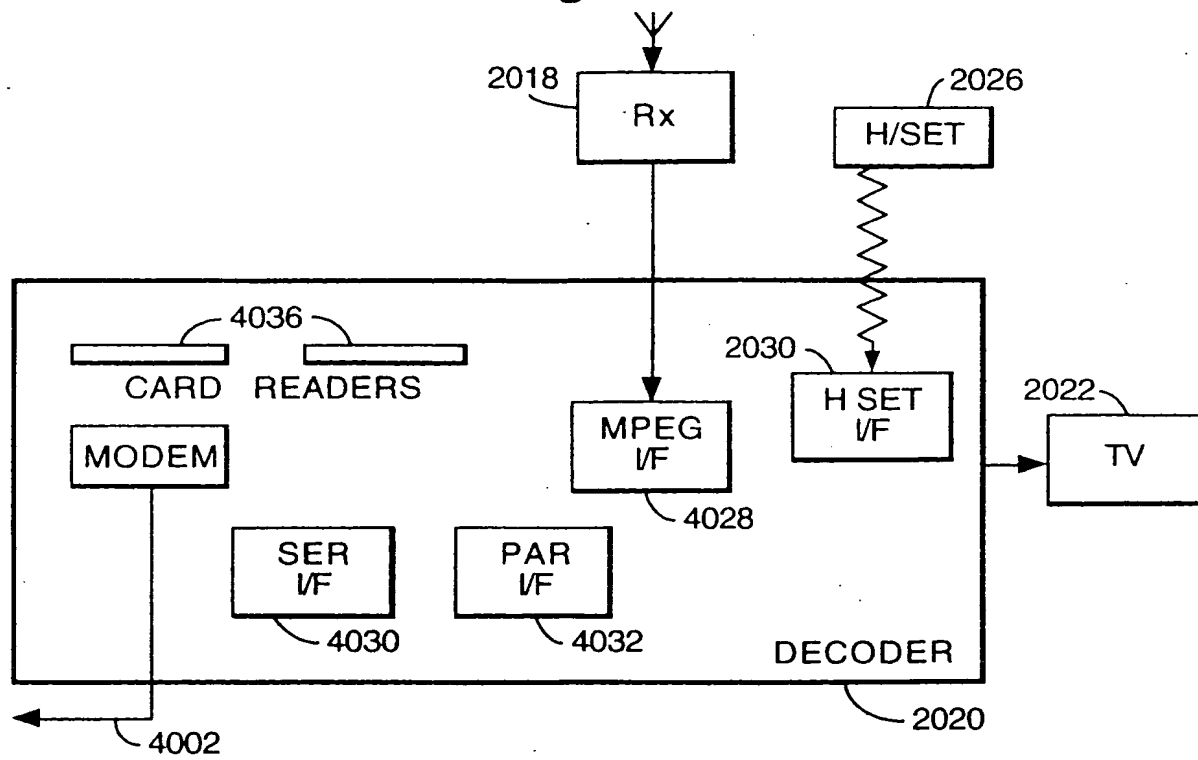 2018
Rx
2026
H/SET
4036
CARD READERS
2030
H SET
I/F
2022
TV
MODEM
MPEG
I/F
4028
SER
I/F
4030
PAR
I/F
4032
DECODER
2020
4002